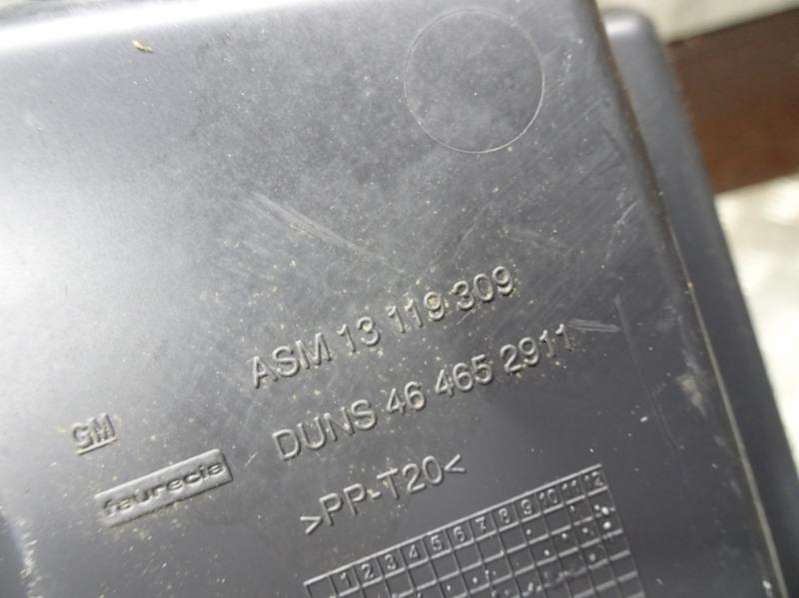 ASM 13 119 309
DUNS 46 465 2911
GM
faurecia
>PP-T20<
1 2 3 4 5 6 7 8 9 10 11 12